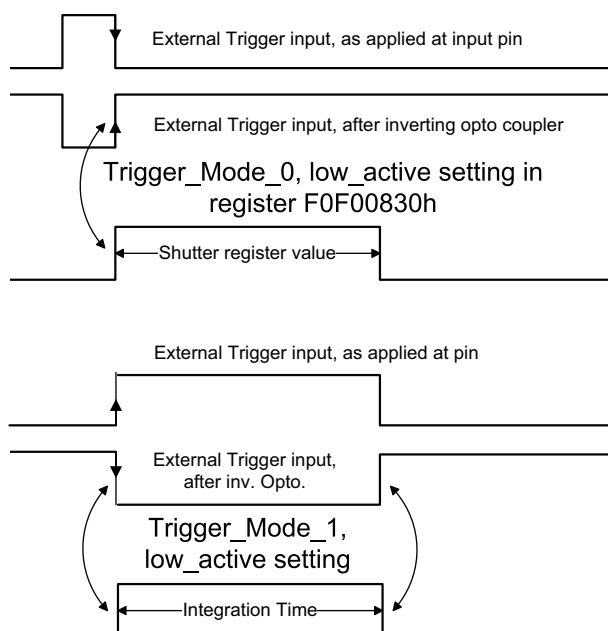 External Trigger input, as applied at input pin
External Trigger input, after inverting opto coupler
Trigger_Mode_0, low_active setting in
register F0F00830h
Shutter register value
External Trigger input, as applied at pin
External Trigger input,
after inv. Opto.
Trigger_Mode_1,
low_active setting
Integration Time